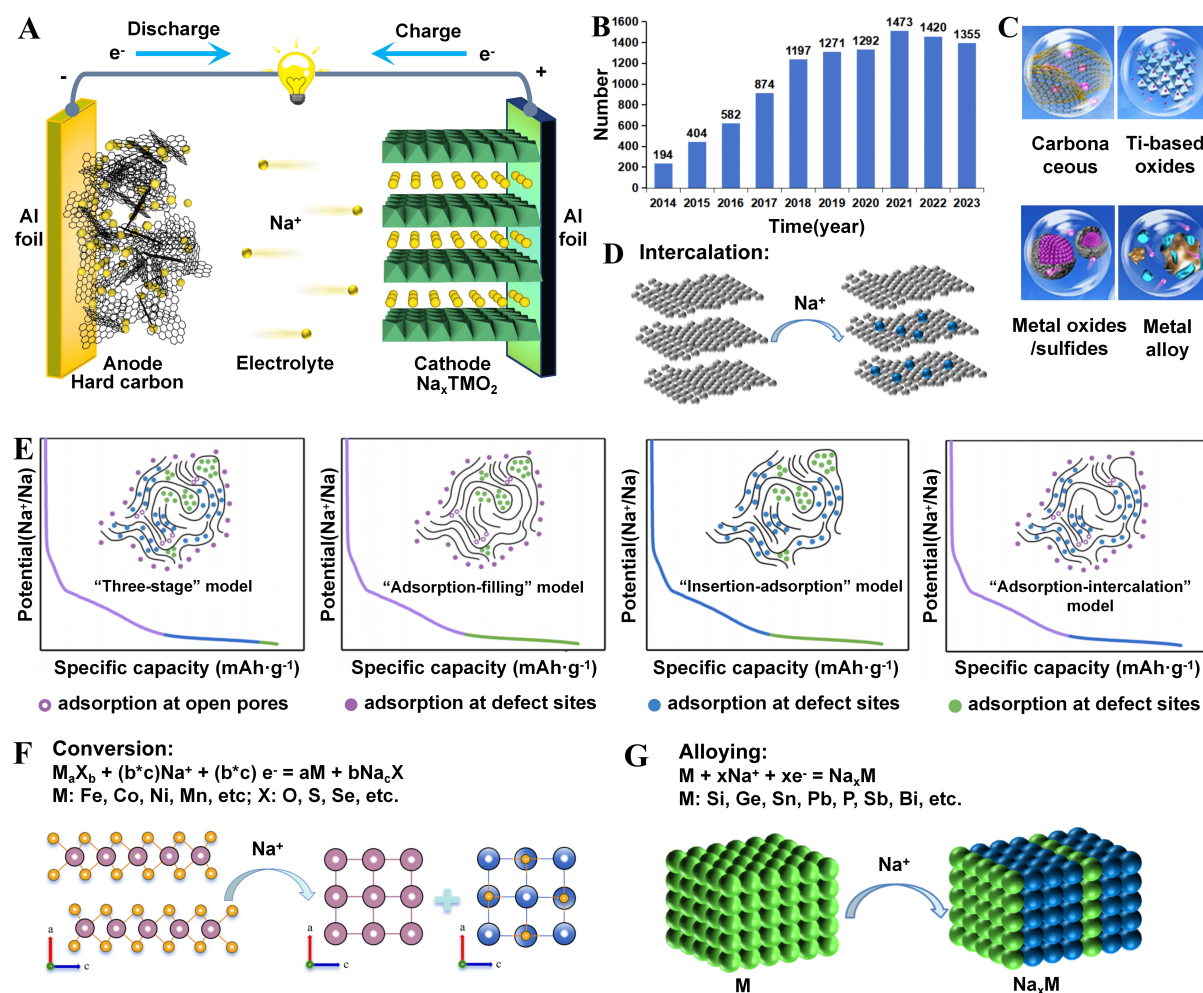 A
Discharge
e⁻
Charge
e⁻
-
+
Al
foil
Na⁺
Al
foil
Anode
Hard carbon
Electrolyte
Cathode
NaₓTMO₂
B
Number
1600
1400
1200
1000
800
600
400
200
0
194
404
582
874
1197
1271
1292
1473
1420
1355
2014 2015 2016 2017 2018 2019 2020 2021 2022 2023
Time(year)
C
Carbona
ceous
Ti-based
oxides
Metal oxides
/sulfides
Metal
alloy
D Intercalation:
Na⁺
E
Potential(Na⁺/Na)
"Three-stage" model
Specific capacity (mAh·g⁻¹)
Potential(Na⁺/Na)
"Adsorption-filling" model
Specific capacity (mAh·g⁻¹)
Potential(Na⁺/Na)
"Insertion-adsorption" model
Specific capacity (mAh·g⁻¹)
Potential(Na⁺/Na)
"Adsorption-intercalation"
model
Specific capacity (mAh·g⁻¹)
adsorption at open pores
adsorption at defect sites
adsorption at defect sites
adsorption at defect sites
F Conversion:
MₐX_b + (b*c)Na⁺ + (b*c) e⁻ = aM + bNa_cX
M: Fe, Co, Ni, Mn, etc; X: O, S, Se, etc.
Na⁺
a
c
a
c
a
c
G Alloying:
M + xNa⁺ + xe⁻ = NaₓM
M: Si, Ge, Sn, Pb, P, Sb, Bi, etc.
Na⁺
M
NaₓM